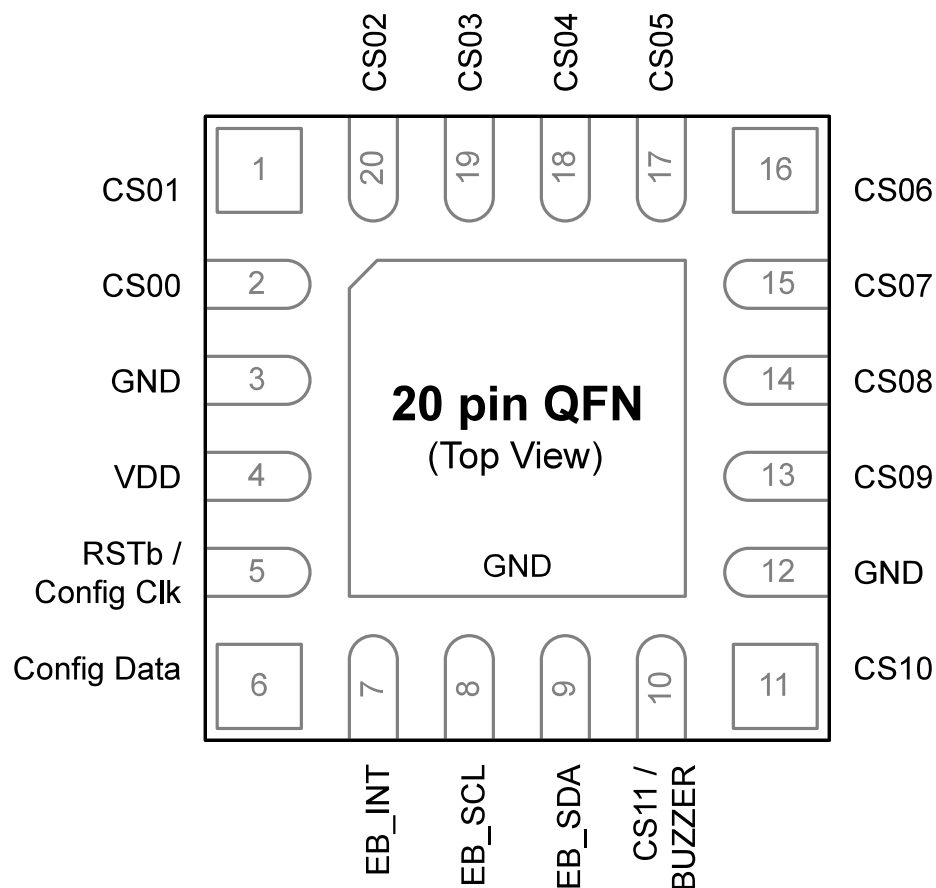 CS02
CS03
CS04
CS05
1
20
19
18
17
16
CS01
CS06
CS00
2
15
CS07
GND
3
14
CS08
20 pin QFN
(Top View)
VDD
4
13
CS09
RSTb /
Config Clk
5
GND
12
GND
Config Data
6
7
8
9
10
11
CS10
EB_INT
EB_SCL
EB_SDA
CS11 /
BUZZER